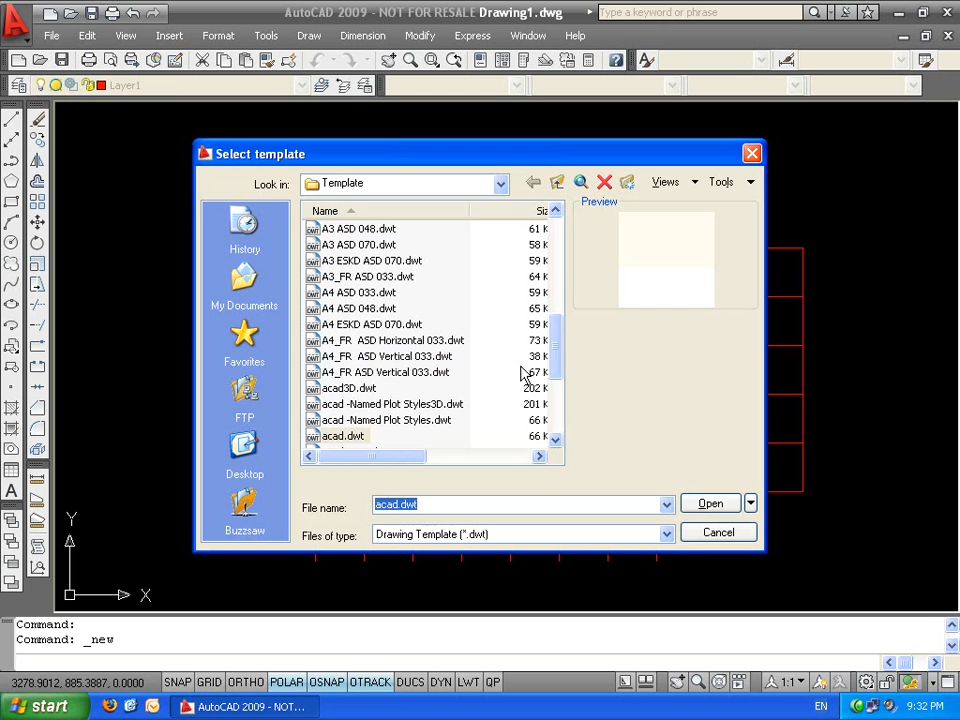 AutoCAD 2009 - NOT FOR RESALE Drawing1.dwg
Type a keyword or phrase
File Edit View Insert Format Tools Draw Dimension Modify Express Window Help
Layer1
Select template
Look in: Template
Views Tools
Name Siz
Preview
A3 ASD 048.dwt 61 K
A3 ASD 070.dwt 58 K
A3 ESKD ASD 070.dwt 59 K
A3_FR ASD 033.dwt 64 K
A4 ASD 033.dwt 59 K
A4 ASD 048.dwt 65 K
A4 ESKD ASD 070.dwt 59 K
A4_FR  ASD Horizontal 033.dwt 73 K
A4_FR  ASD Vertical 033.dwt 38 K
A4_FR ASD Vertical 033.dwt 67 K
acad3D.dwt 202 K
acad -Named Plot Styles3D.dwt 201 K
acad -Named Plot Styles.dwt 66 K
acad.dwt 66 K
History
My Documents
Favorites
FTP
Desktop
Buzzsaw
File name: acad.dwt Open
Files of type: Drawing Template (*.dwt) Cancel
Y
X
A
Command:
Command: _new
3278.9012, 885.3887, 0.0000 SNAP GRID ORTHO POLAR OSNAP OTRACK DUCS DYN LWT QP 1:1
start AutoCAD 2009 - NOT... EN 9:32 PM